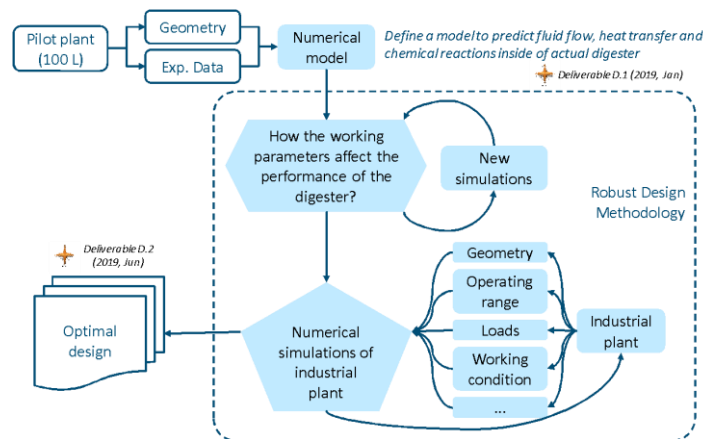 Pilot plant
(100 L)
Geometry
Exp. Data
Numerical
model
Define a model to predict fluid flow, heat transfer and
chemical reactions inside of actual digester
Deliverable D.1 (2019, Jan)
How the working
parameters affect the
performance of the
digester?
New
simulations
Robust Design
Methodology
Deliverable D.2
(2019, Jun)
Optimal
design
Numerical
simulations of
industrial
plant
Geometry
Operating
range
Loads
Working
condition
...
Industrial
plant